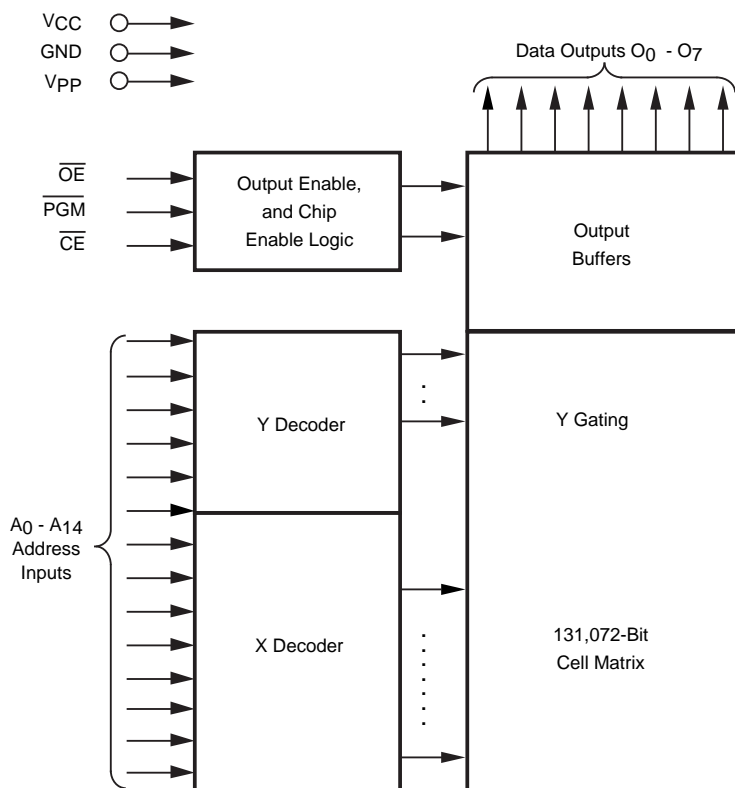 VCC
GND
VPP
Data Outputs O0 - O7
OE
PGM
CE
Output Enable,
and Chip
Enable Logic
Output
Buffers
Y Decoder
Y Gating
A0 - A14
Address
Inputs
X Decoder
131,072-Bit
Cell Matrix